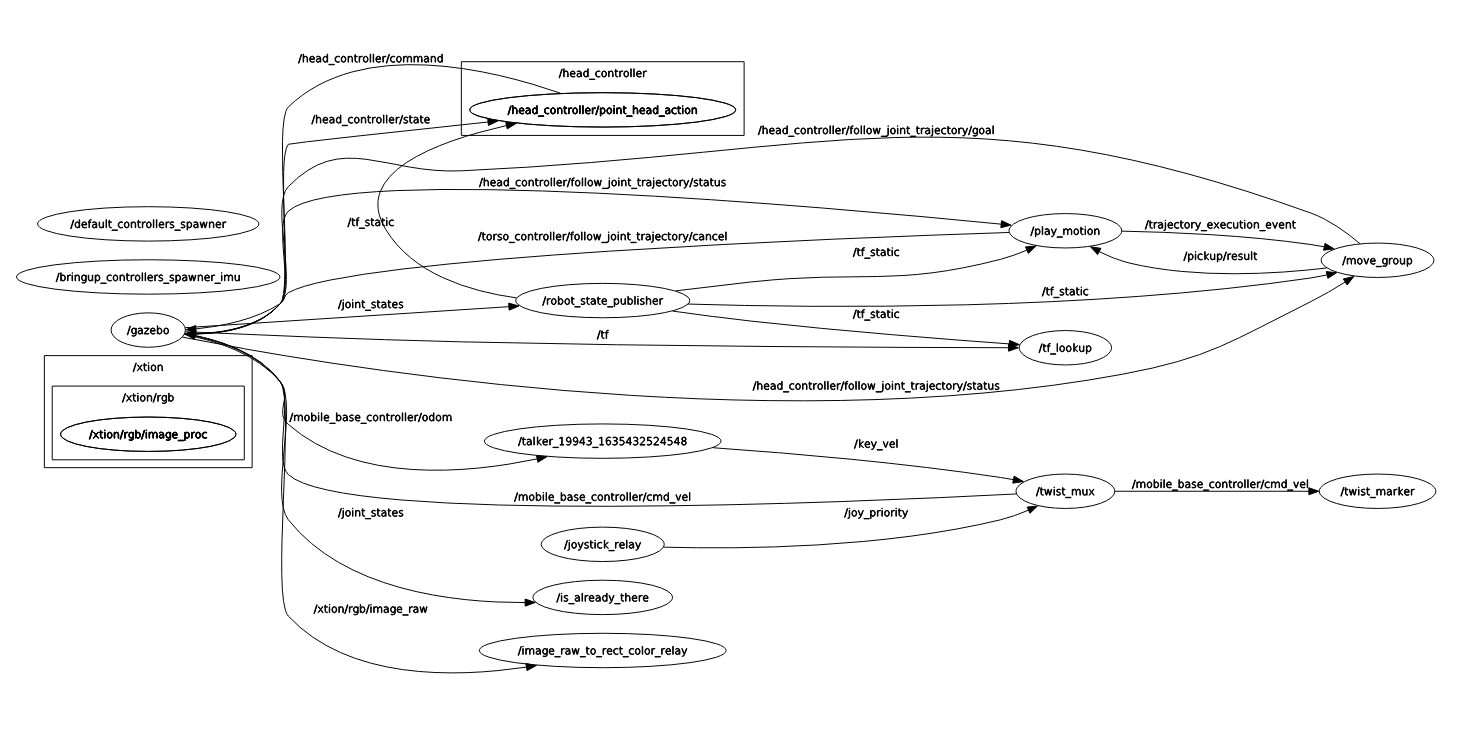 /head_controller/command
/head_controller
/head_controller/point_head_action
/head_controller/state
/head_controller/follow_joint_trajectory/goal
/head_controller/follow_joint_trajectory/status
/tf_static
/default_controllers_spawner
/trajectory_execution_event
/play_motion
/torso_controller/follow_joint_trajectory/cancel
/tf_static
/pickup/result
/move_group
/bringup_controllers_spawner_imu
/tf_static
/joint_states
/robot_state_publisher
/tf_static
/gazebo
/tf
/tf_lookup
/xtion
/head_controller/follow_joint_trajectory/status
/xtion/rgb
/mobile_base_controller/odom
/xtion/rgb/image_proc
/talker_19943_1635432524548
/key_vel
/mobile_base_controller/cmd_vel
/twist_mux
/mobile_base_controller/cmd_vel
/twist_marker
/joint_states
/joy_priority
/joystick_relay
/is_already_there
/xtion/rgb/image_raw
/image_raw_to_rect_color_relay